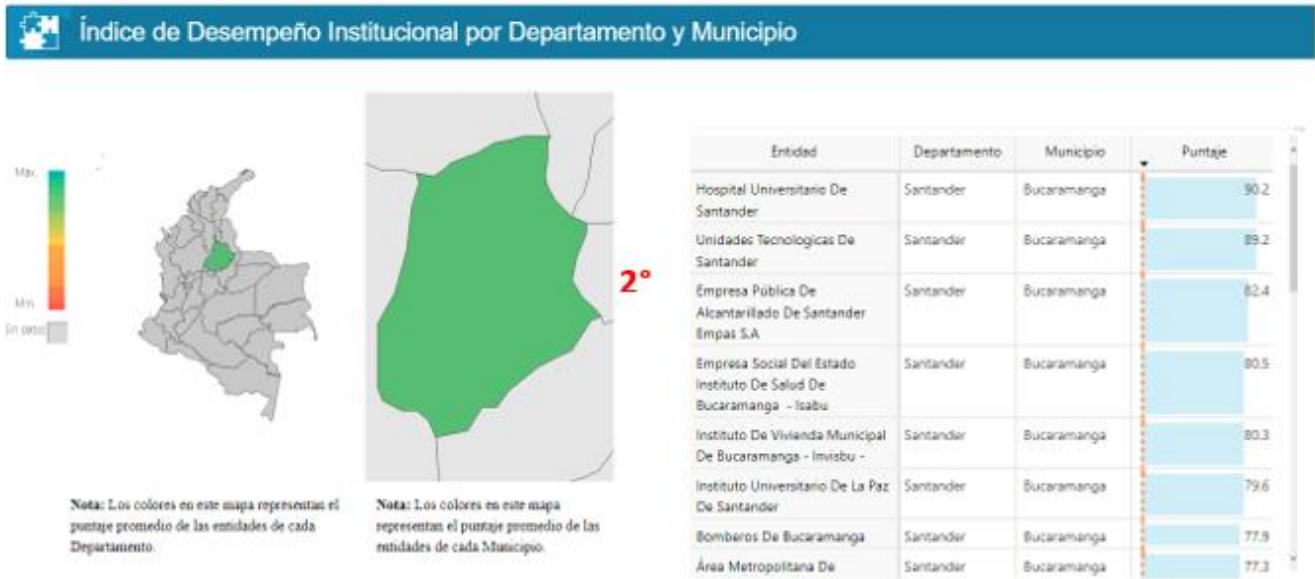 Índice de Desempeño Institucional por Departamento y Municipio
Max.
Min.
2°
Nota: Los colores en este mapa representan el
puntaje promedio de las entidades de cada
Departamento.
Nota: Los colores en este mapa
representan el puntaje promedio de las
entidades de cada Municipio.
Entidad Departamento Municipio Puntaje
Hospital Universitario De Santander Bucaramanga 90.2
Santander
Unidades Tecnologicas De Santander Bucaramanga 89.2
Santander
Empresa Pública De Santander Bucaramanga 82.4
Alcantarillado De Santander
Empas S.A
Empresa Social Del Estado Santander Bucaramanga 80.5
Instituto De Salud De
Bucaramanga - Isabu
Instituto De Vivienda Municipal Santander Bucaramanga 80.3
De Bucaramanga - Invisbu -
Instituto Universitario De La Paz Santander Bucaramanga 79.6
De Santander
Bomberos De Bucaramanga Santander Bucaramanga 77.9
Área Metropolitana De Santander Bucaramanga 77.3